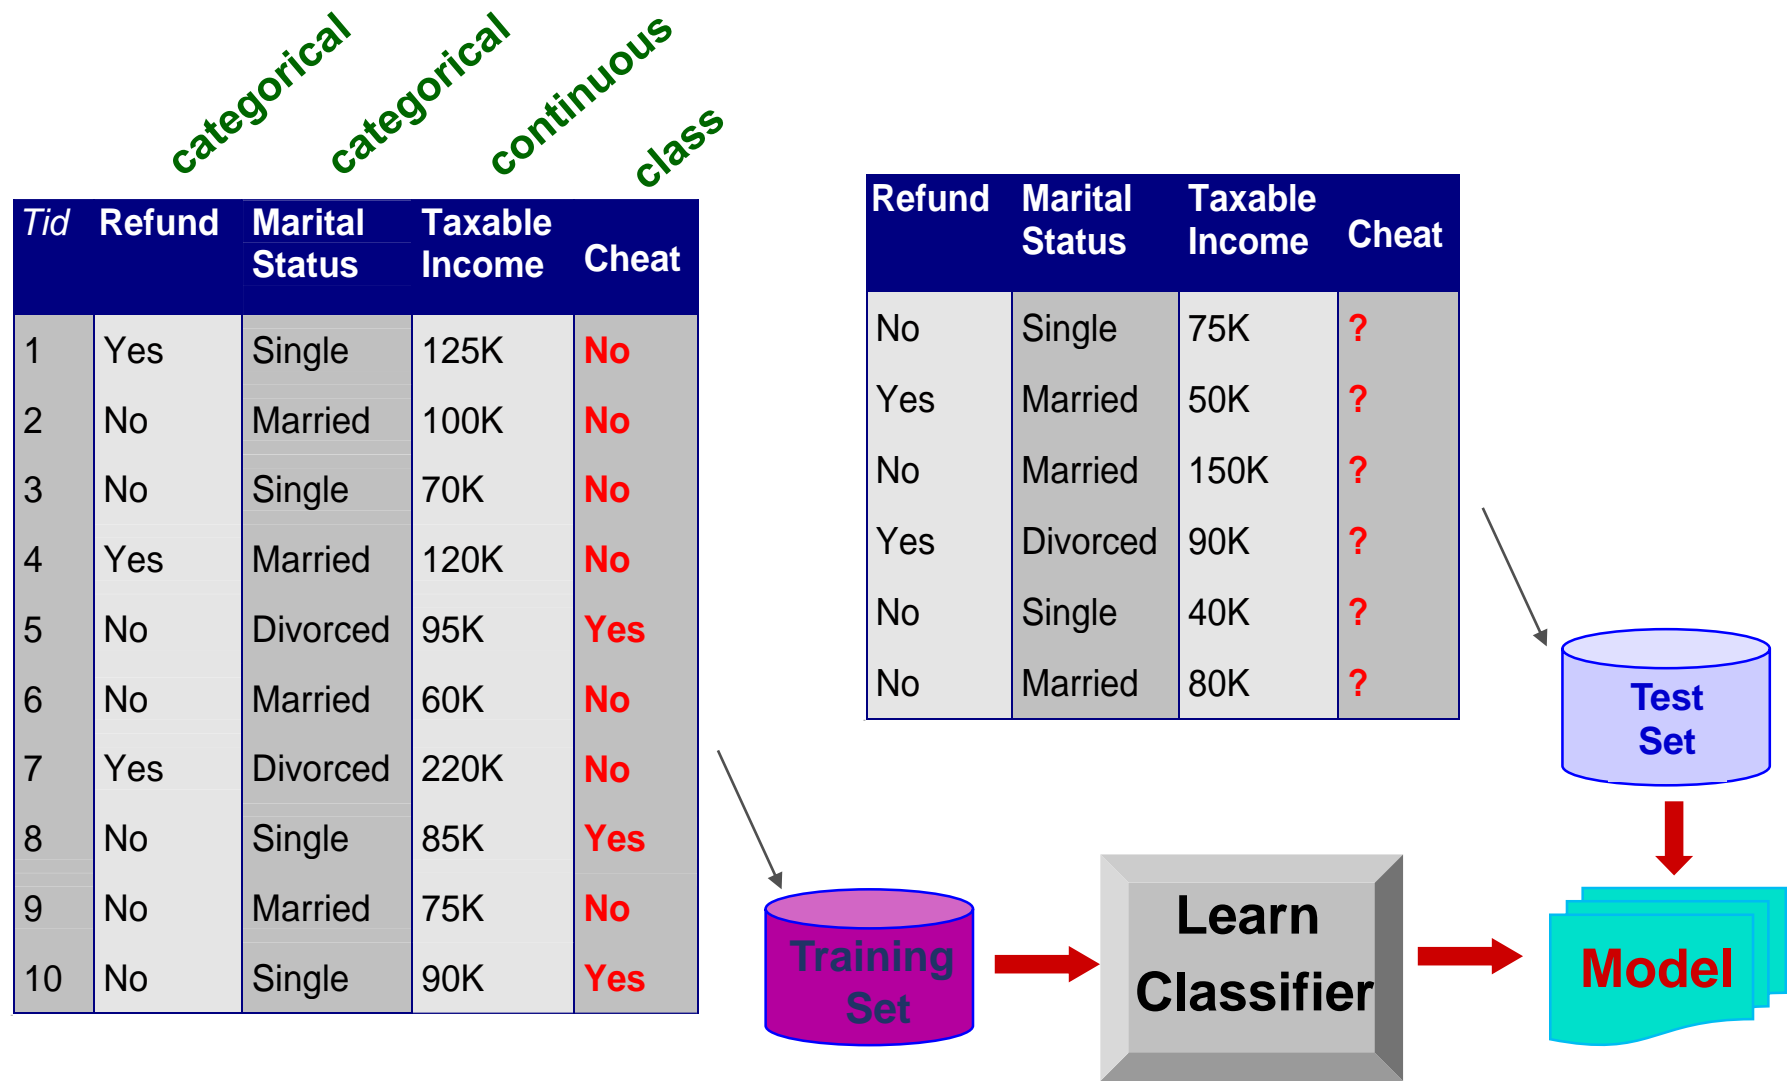 categorical
categorical
continuous
class
Tid Refund Marital Status Taxable Income Cheat
1 Yes Single 125K No
2 No Married 100K No
3 No Single 70K No
4 Yes Married 120K No
5 No Divorced 95K Yes
6 No Married 60K No
7 Yes Divorced 220K No
8 No Single 85K Yes
9 No Married 75K No
10 No Single 90K Yes
Refund Marital Status Taxable Income Cheat
No Single 75K ?
Yes Married 50K ?
No Married 150K ?
Yes Divorced 90K ?
No Single 40K ?
No Married 80K ?
Test
Set
Training
Set
Learn
Classifier
Model